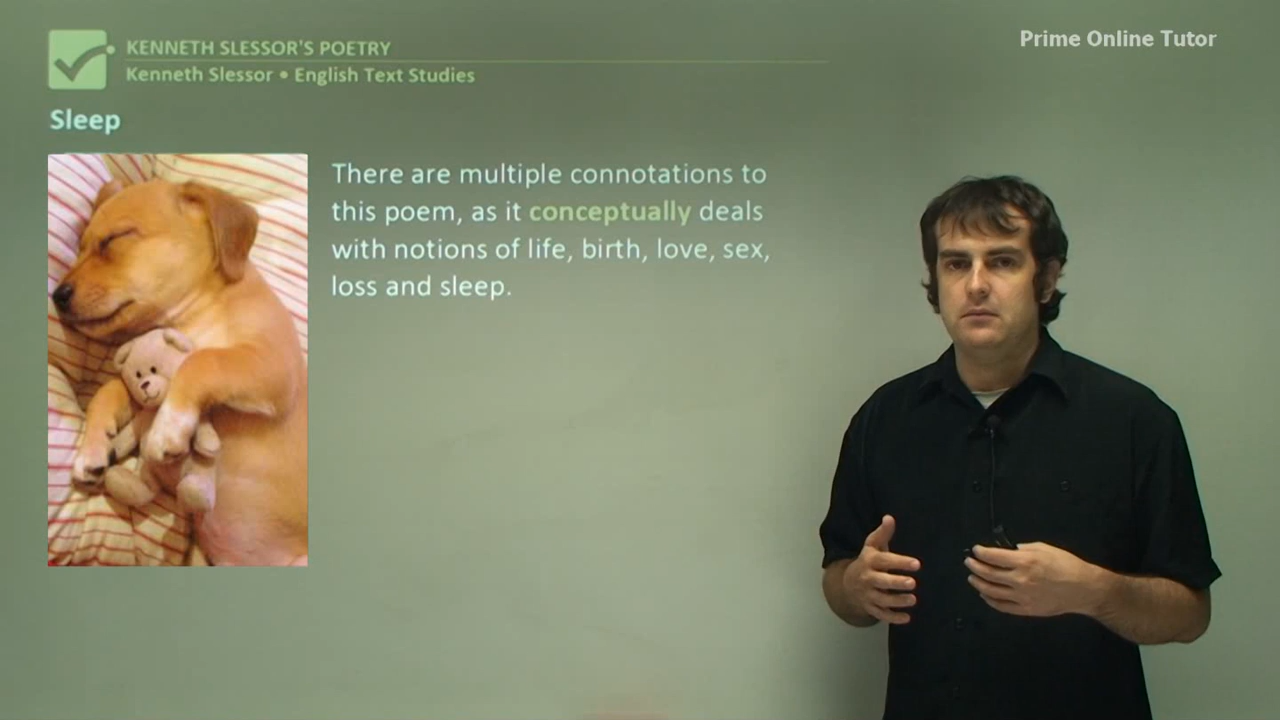 KENNETH SLESSOR'S POETRY
Kenneth Slessor • English Text Studies
Prime Online Tutor
Sleep
There are multiple connotations to
this poem, as it conceptually deals
with notions of life, birth, love, sex,
loss and sleep.